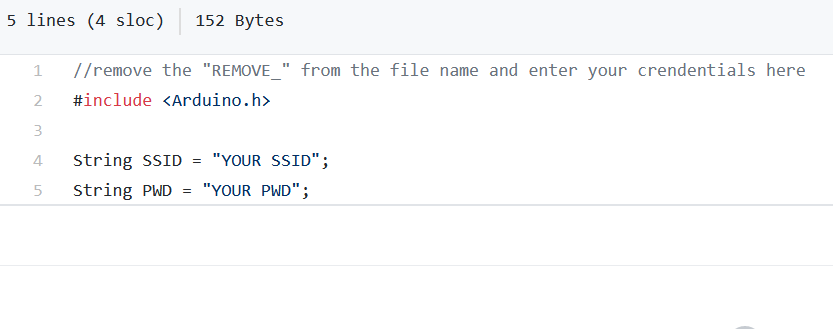 5 lines (4 sloc) 152 Bytes
1 //remove the "REMOVE_" from the file name and enter your crendentials here
2 #include <Arduino.h>
3
4 String SSID = "YOUR SSID";
5 String PWD = "YOUR PWD";